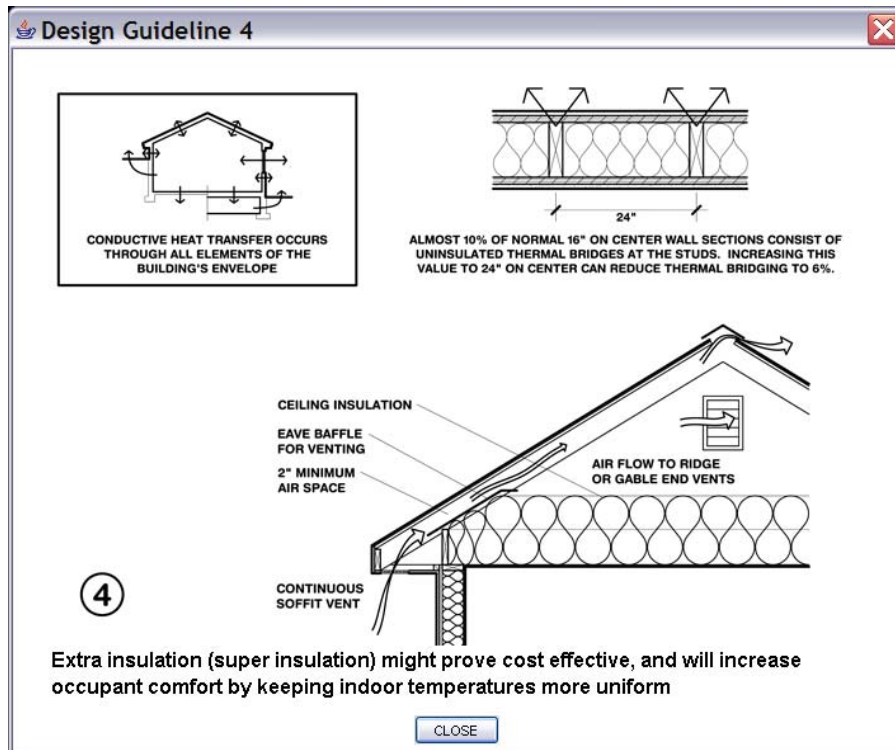 Design Guideline 4
CONDUCTIVE HEAT TRANSFER OCCURS
THROUGH ALL ELEMENTS OF THE
BUILDING'S ENVELOPE
24"
ALMOST 10% OF NORMAL 16" ON CENTER WALL SECTIONS CONSIST OF
UNINSULATED THERMAL BRIDGES AT THE STUDS. INCREASING THIS
VALUE TO 24" ON CENTER CAN REDUCE THERMAL BRIDGING TO 6%.
CEILING INSULATION
EAVE BAFFLE
FOR VENTING
2" MINIMUM
AIR SPACE
AIR FLOW TO RIDGE
OR GABLE END VENTS
CONTINUOUS
SOFFIT VENT
4
Extra insulation (super insulation) might prove cost effective, and will increase
occupant comfort by keeping indoor temperatures more uniform
CLOSE